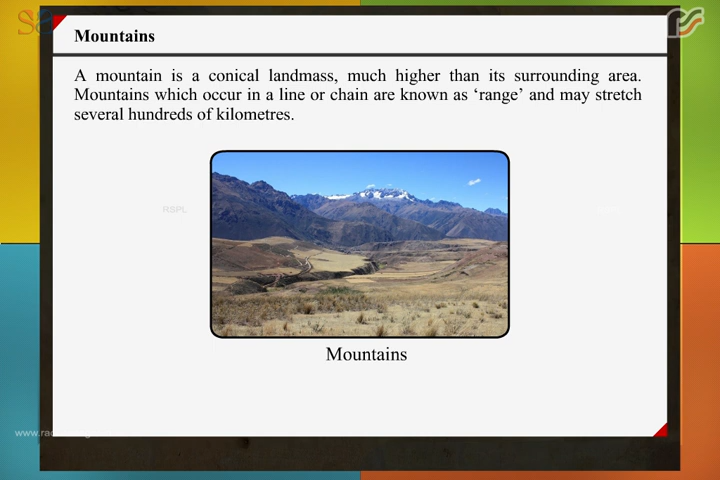 Mountains
A mountain is a conical landmass, much higher than its surrounding area.
Mountains which occur in a line or chain are known as ‘range’ and may stretch
several hundreds of kilometres.
RSPL
Mountains